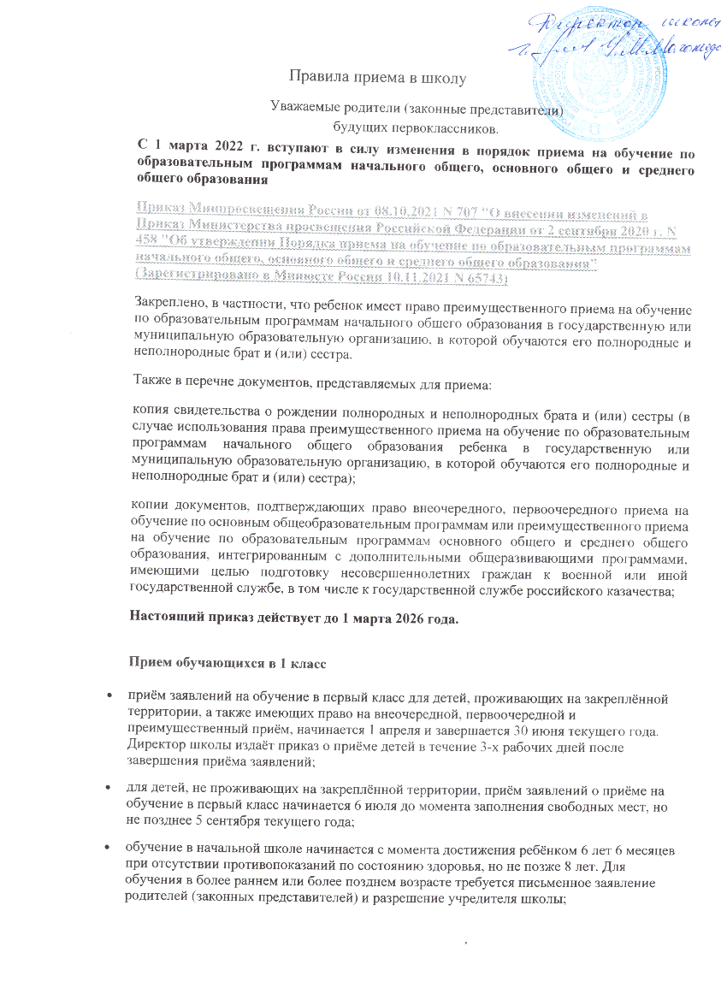 Директор школы
Правила приема в школу
Уважаемые родители (законные представители)
будущих первоклассников.
С 1 марта 2022 г. вступают в силу изменения в порядок приема на обучение по
образовательным программам начального общего, основного общего и среднего
общего образования
Приказ Минпросвещения России от 08.10.2021 N 707 "О внесении изменений в
Приказ Министерства просвещения Российской Федерации от 2 сентября 2020 г. N
458 "Об утверждении Порядка приема на обучение по образовательным программам
начального общего, основного общего и среднего общего образования"
(Зарегистрировано в Минюсте России 10.11.2021 N 65743)
Закреплено, в частности, что ребенок имеет право преимущественного приема на обучение
по образовательным программам начального общего образования в государственную или
муниципальную образовательную организацию, в которой обучаются его полнородные и
неполнородные брат и (или) сестра.
Также в перечне документов, представляемых для приема:
копия свидетельства о рождении полнородных и неполнородных брата и (или) сестры (в
случае использования права преимущественного приема на обучение по образовательным
программам начального общего образования ребенка в государственную или
муниципальную образовательную организацию, в которой обучаются его полнородные и
неполнородные брат и (или) сестра);
копии документов, подтверждающих право внеочередного, первоочередного приема на
обучение по основным общеобразовательным программам или преимущественного приема
на обучение по образовательным программам основного общего и среднего общего
образования, интегрированным с дополнительными общеразвивающими программами,
имеющими целью подготовку несовершеннолетних граждан к военной или иной
государственной службе, в том числе к государственной службе российского казачества;
Настоящий приказ действует до 1 марта 2026 года.
Прием обучающихся в 1 класс
• приём заявлений на обучение в первый класс для детей, проживающих на закреплённой
территории, а также имеющих право на внеочередной, первоочередной и
преимущественный приём, начинается 1 апреля и завершается 30 июня текущего года.
Директор школы издаёт приказ о приёме детей в течение 3-х рабочих дней после
завершения приёма заявлений;
• для детей, не проживающих на закреплённой территории, приём заявлений о приёме на
обучение в первый класс начинается 6 июля до момента заполнения свободных мест, но
не позднее 5 сентября текущего года;
• обучение в начальной школе начинается с момента достижения ребёнком 6 лет 6 месяцев
при отсутствии противопоказаний по состоянию здоровья, но не позже 8 лет. Для
обучения в более раннем или более позднем возрасте требуется письменное заявление
родителей (законных представителей) и разрешение учредителя школы;